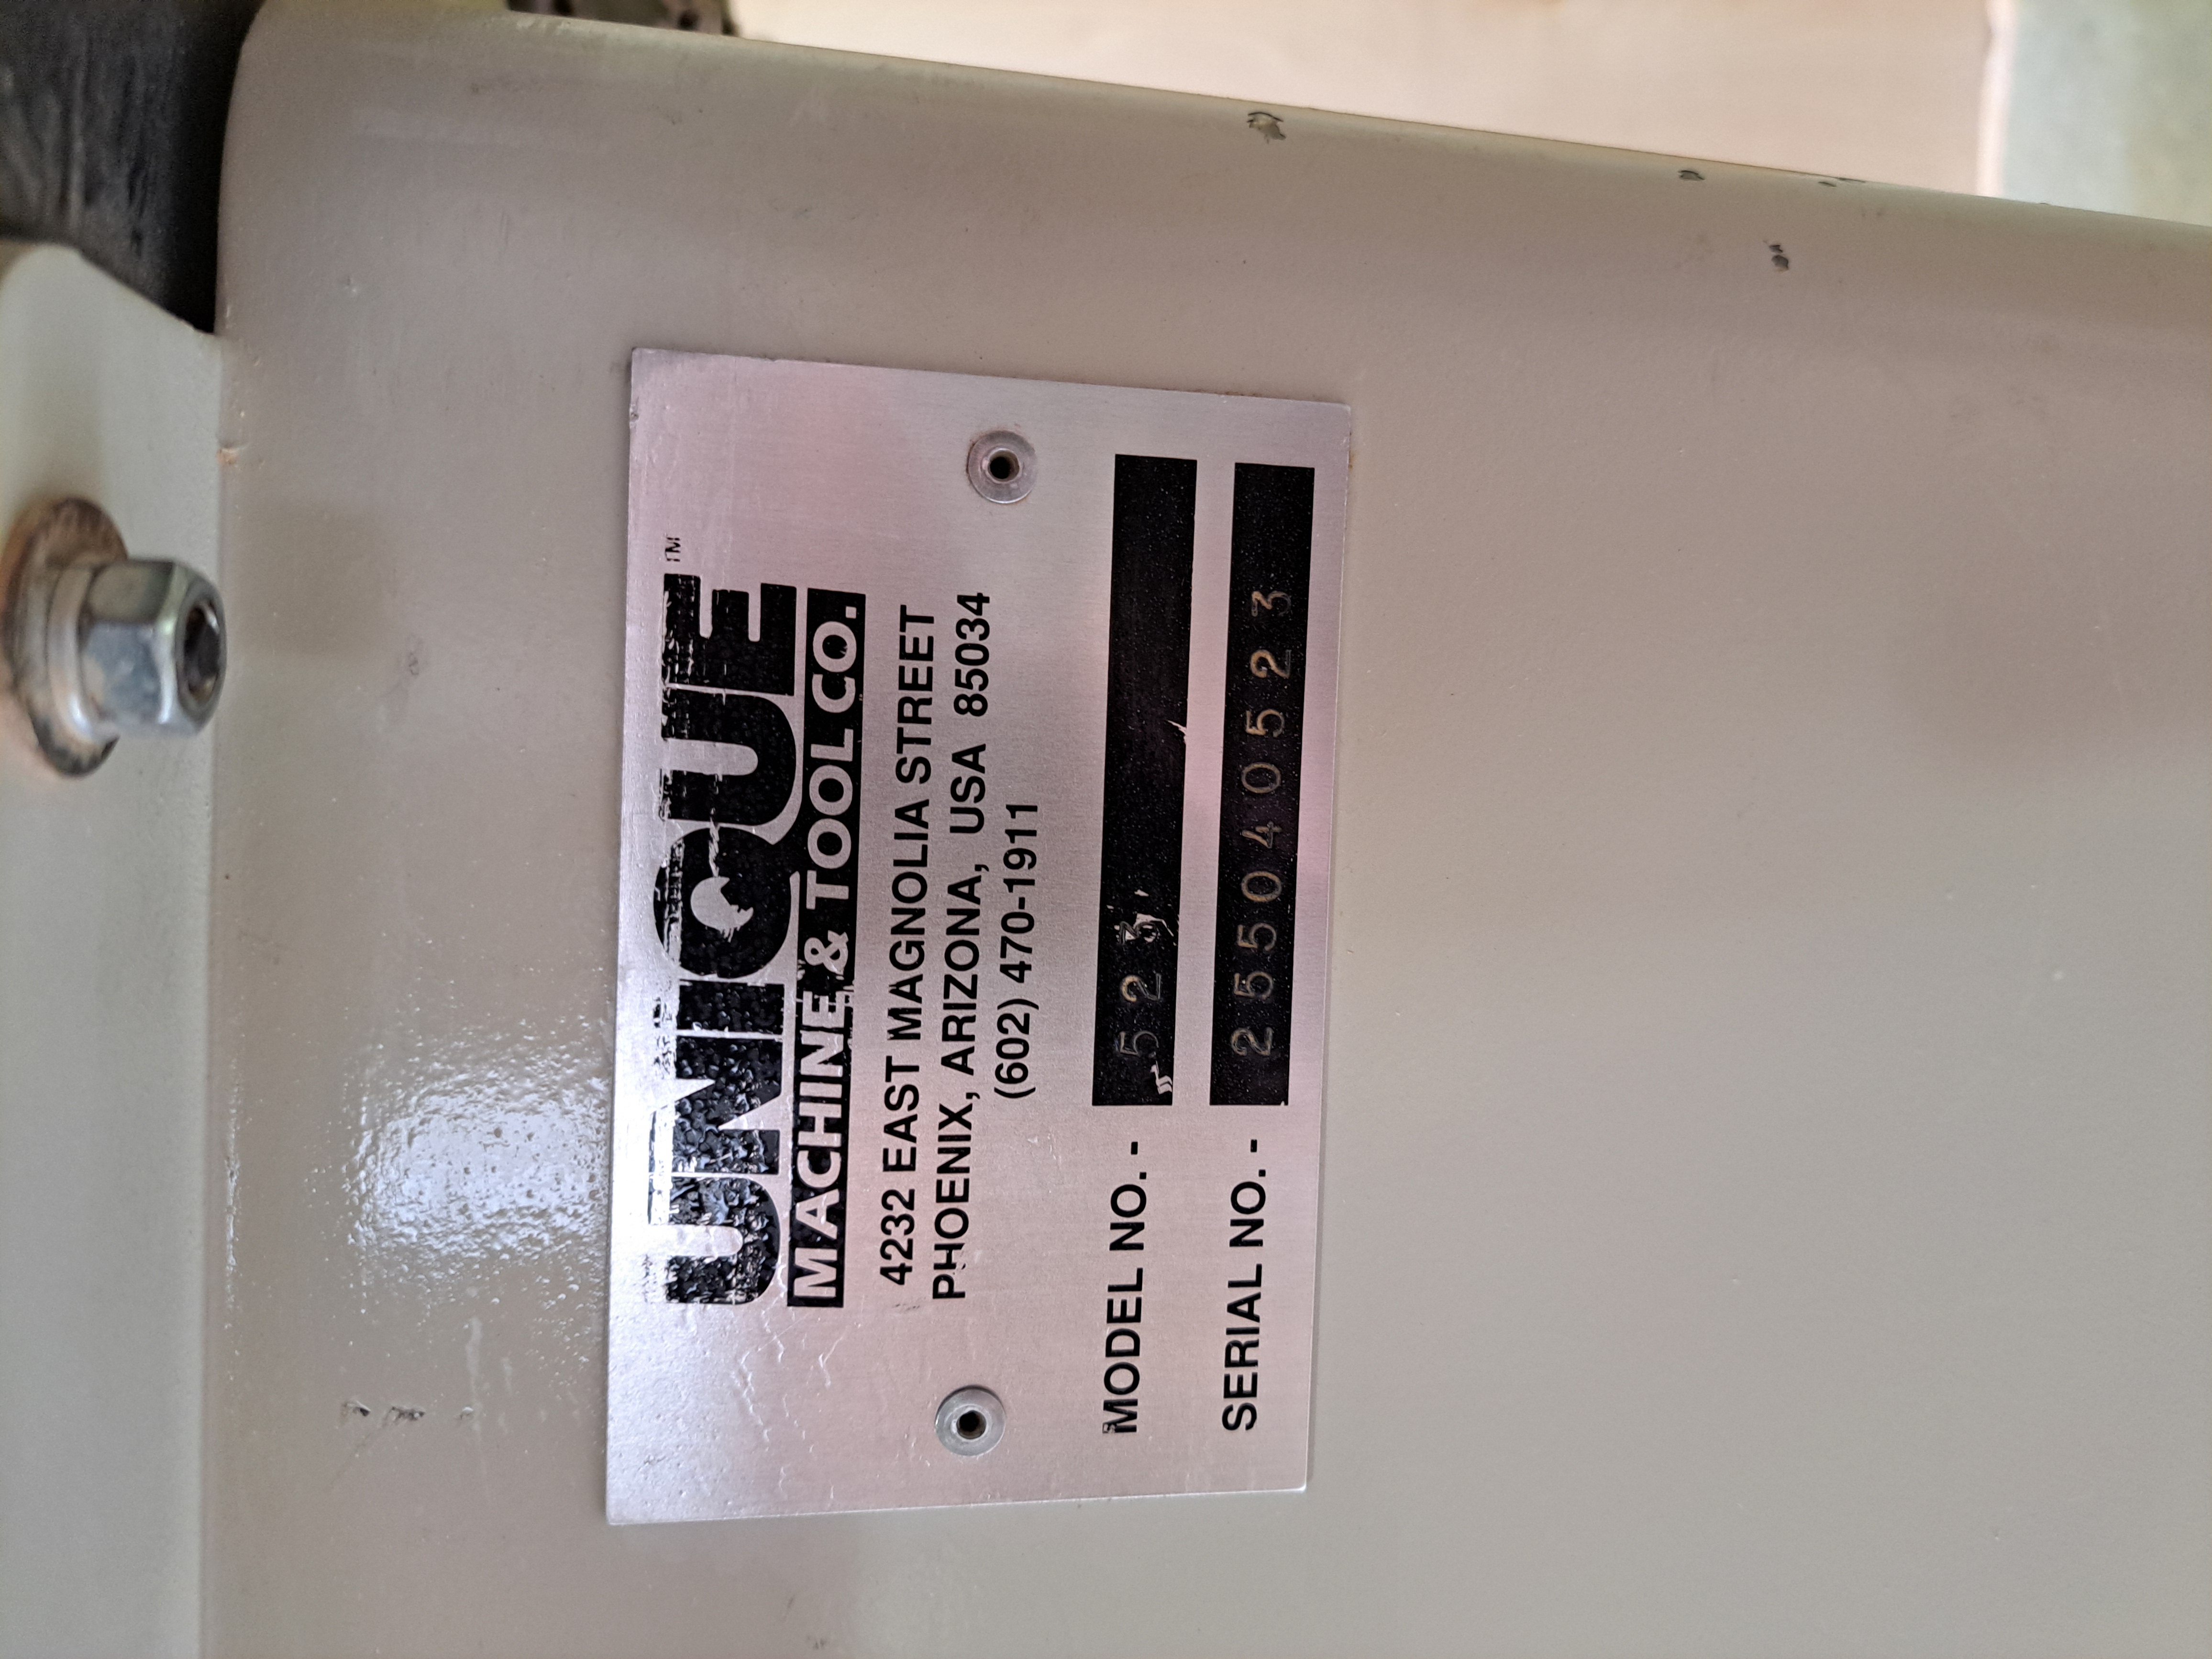 UNIQUE™
MACHINE & TOOL CO.
4232 EAST MAGNOLIA STREET
PHOENIX, ARIZONA, USA 85034
(602) 470-1911
MODEL NO. - 523
SERIAL NO. - 255040523